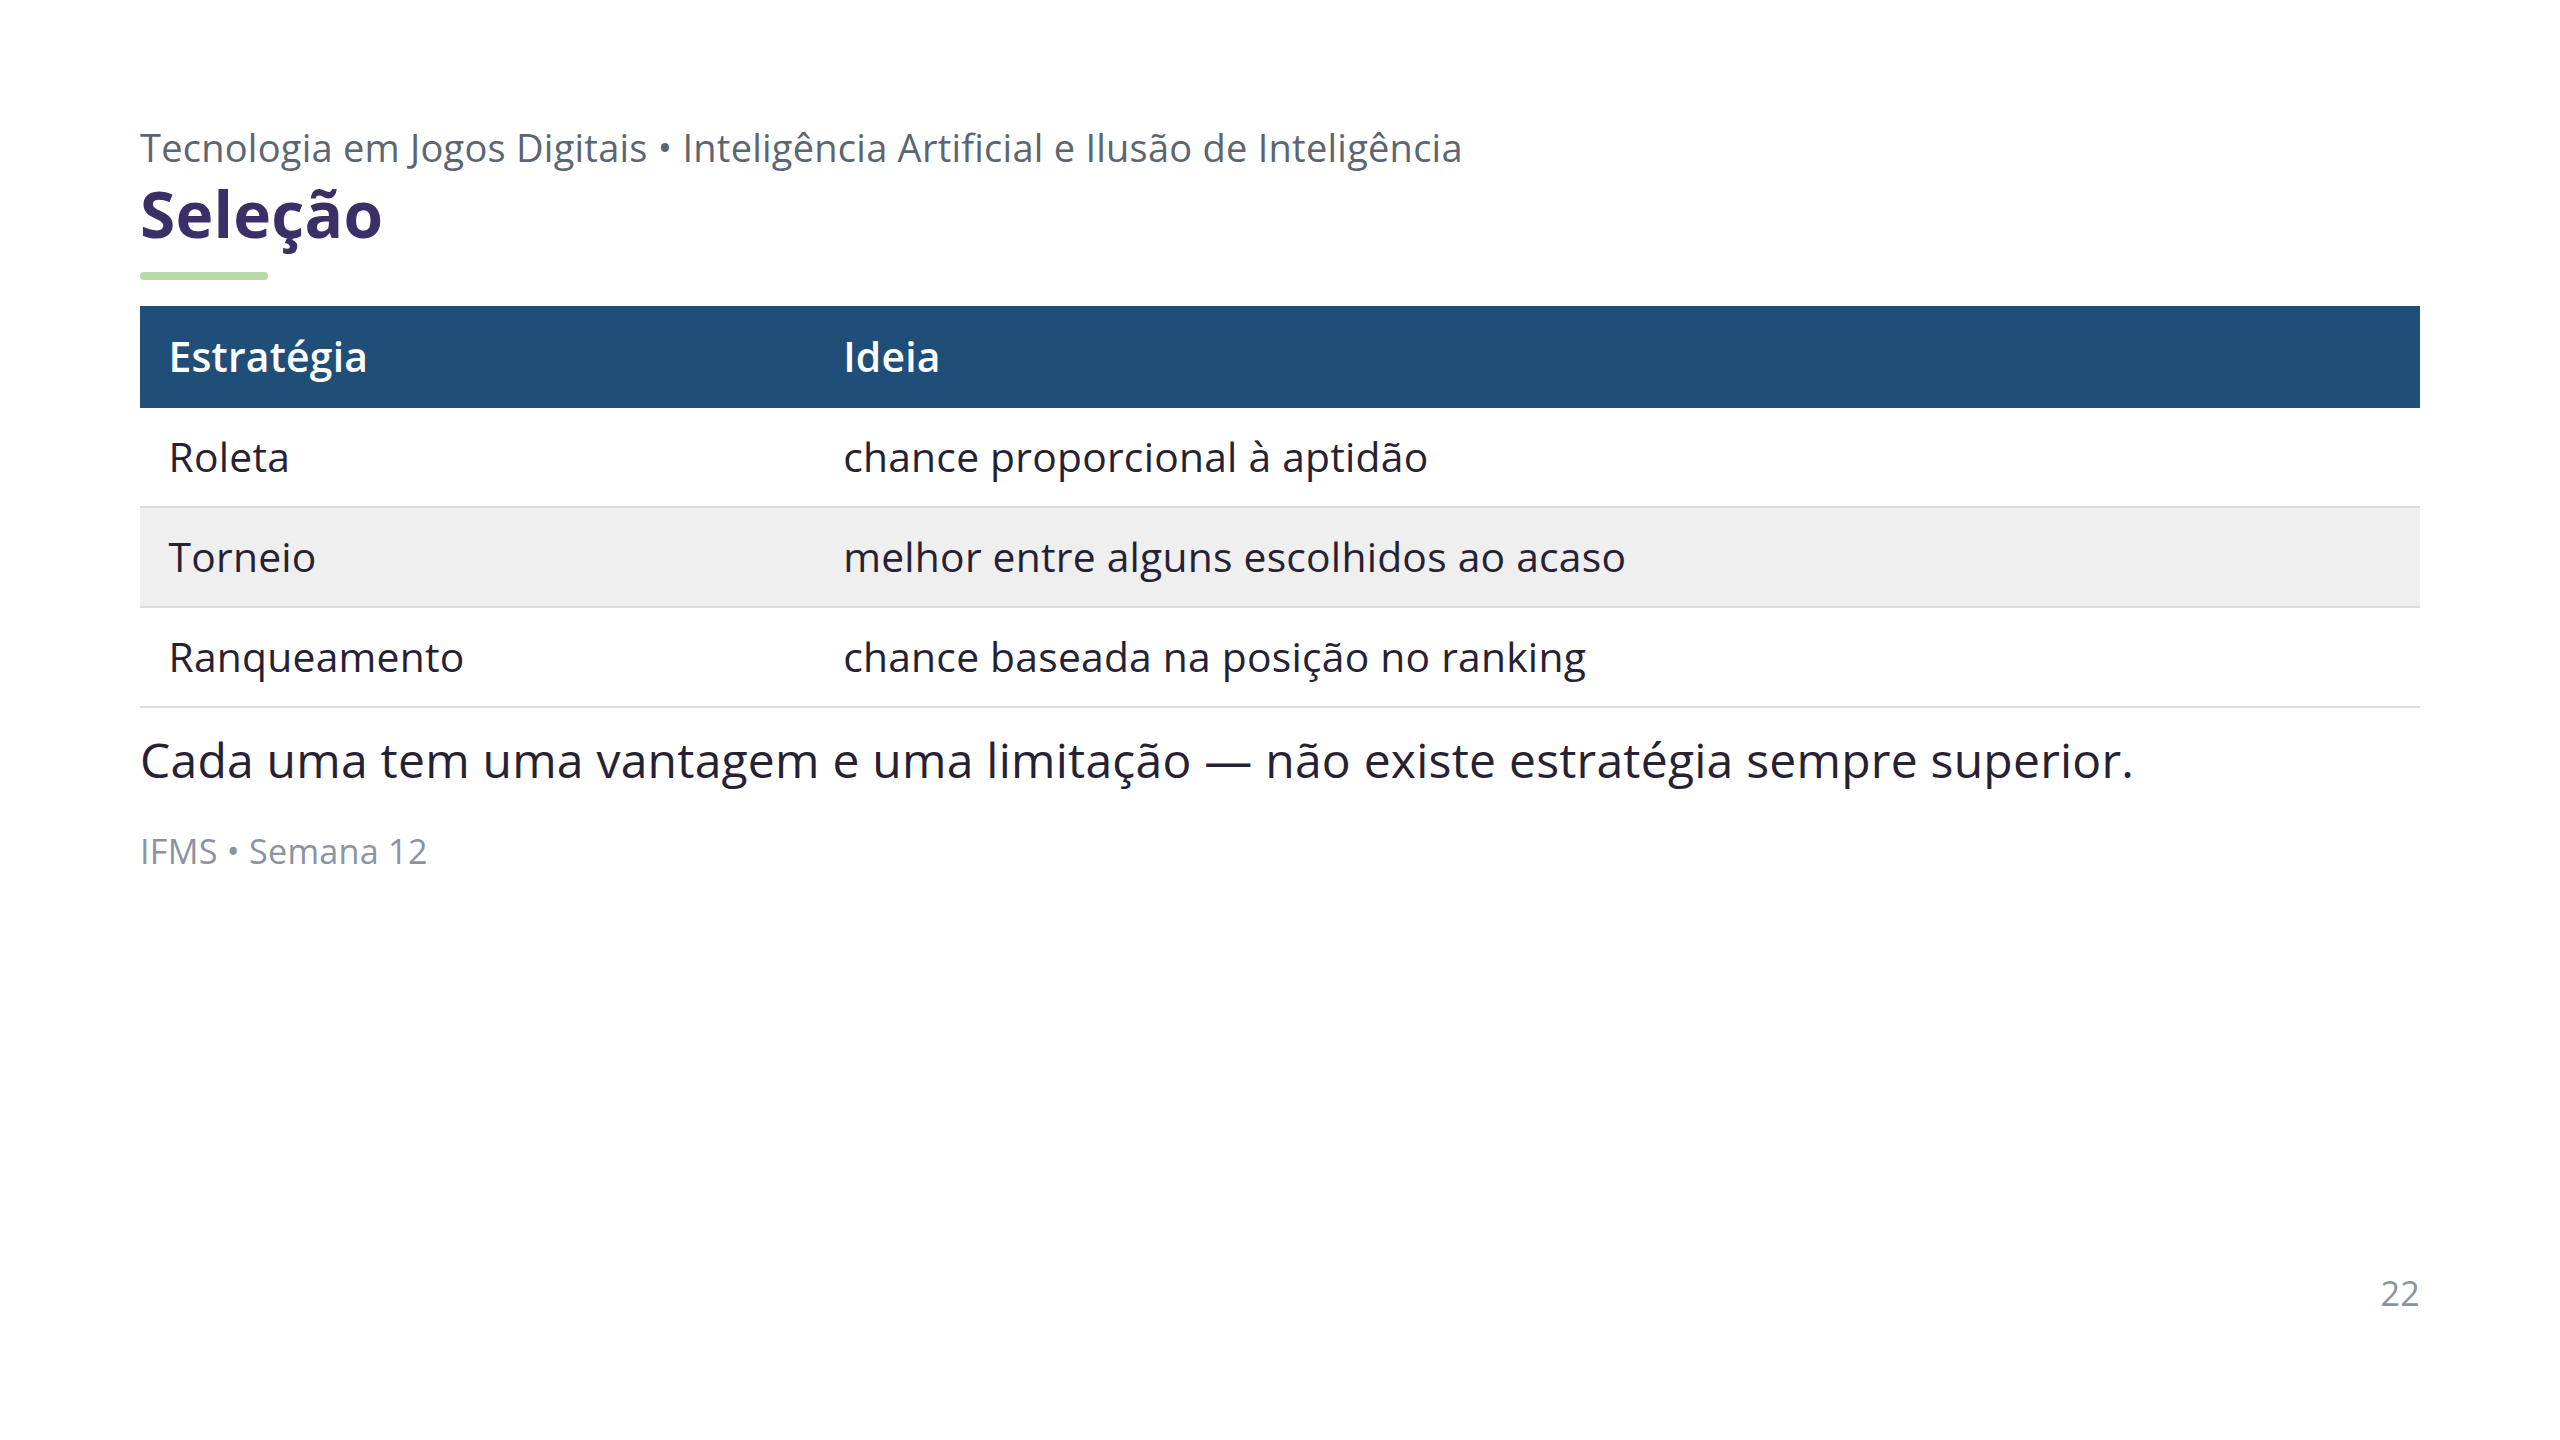 Tecnologia em Jogos Digitais • Inteligência Artificial e Ilusão de Inteligência
Seleção
Estratégia Ideia
Roleta chance proporcional à aptidão
Torneio melhor entre alguns escolhidos ao acaso
Ranqueamento chance baseada na posição no ranking
Cada uma tem uma vantagem e uma limitação — não existe estratégia sempre superior.
IFMS • Semana 12
22